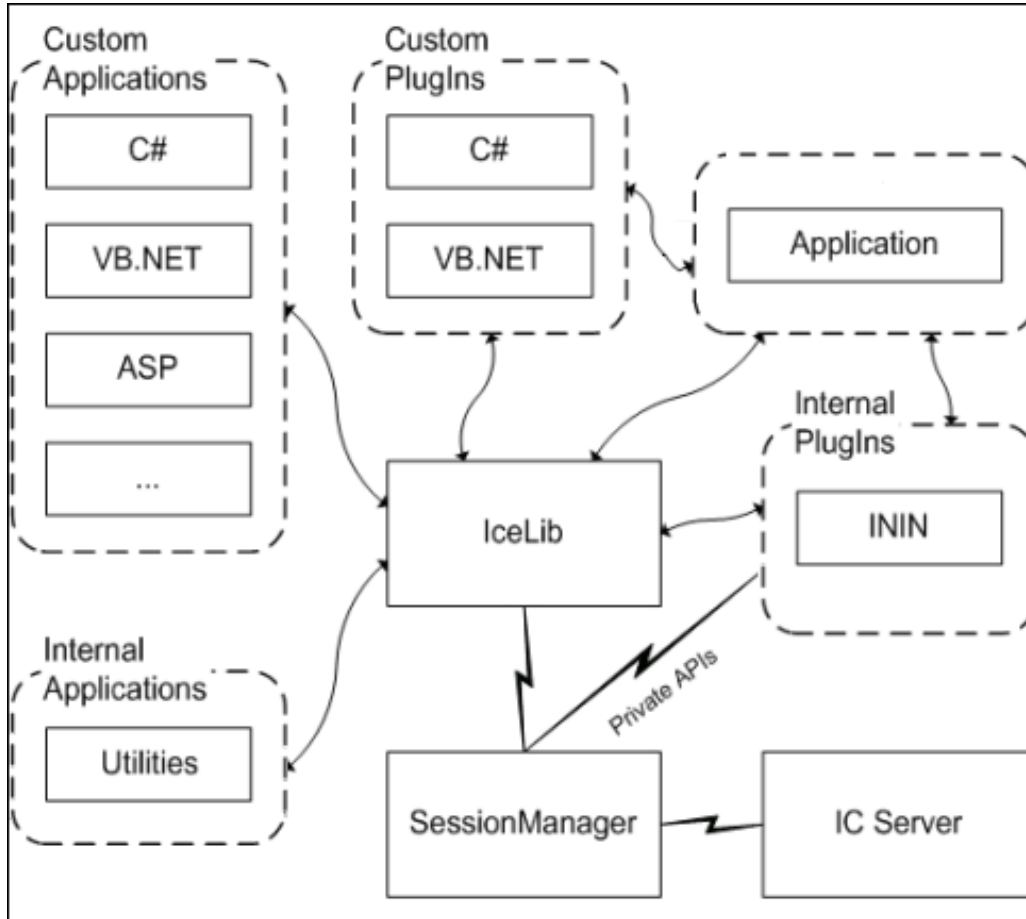 Custom
Applications
C#
VB.NET
ASP
...
Custom
PlugIns
C#
VB.NET
Application
Internal
PlugIns
ININ
IceLib
Private APIs
Internal
Applications
Utilities
SessionManager
IC Server